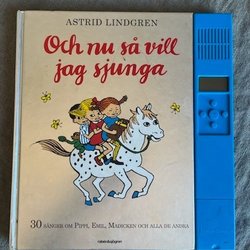 ASTRID LINDGREN
Och nu så vill
jag sjunga
30 SÅNGER OM PIPPI, EMIL, MADICKEN OCH ALLA DE ANDRA
rabén&sjögren